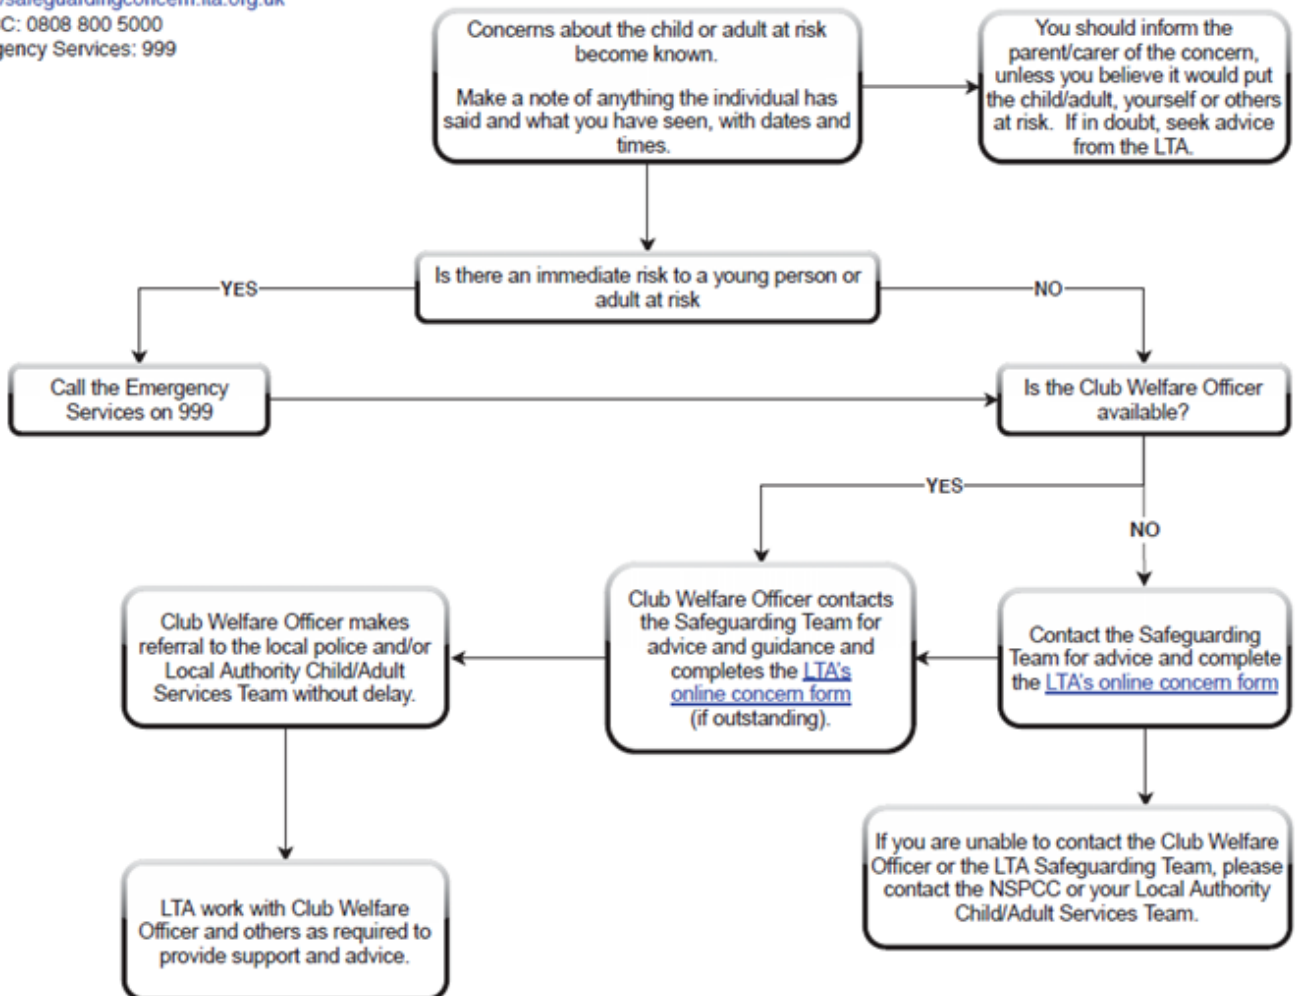 safeguardingconcern.lta.org.uk
C: 0808 800 5000
gency Services: 999
Concerns about the child or adult at risk
become known.
Make a note of anything the individual has
said and what you have seen, with dates and
times.
You should inform the
parent/carer of the concern,
unless you believe it would put
the child/adult, yourself or others
at risk. If in doubt, seek advice
from the LTA.
Is there an immediate risk to a young person or
adult at risk
YES
NO
Call the Emergency
Services on 999
Is the Club Welfare Officer
available?
YES
NO
Club Welfare Officer makes
referral to the local police and/or
Local Authority Child/Adult
Services Team without delay.
Club Welfare Officer contacts
the Safeguarding Team for
advice and guidance and
completes the LTA's
online concern form
(if outstanding).
Contact the Safeguarding
Team for advice and complete
the LTA's online concern form
If you are unable to contact the Club Welfare
Officer or the LTA Safeguarding Team, please
contact the NSPCC or your Local Authority
Child/Adult Services Team.
LTA work with Club Welfare
Officer and others as required to
provide support and advice.